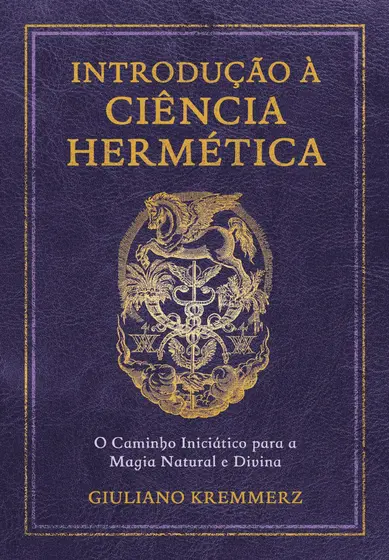 INTRODUÇÃO À
CIÊNCIA
HERMÉTICA
O Caminho Iniciático para a
Magia Natural e Divina
GIULIANO KREMMERZ